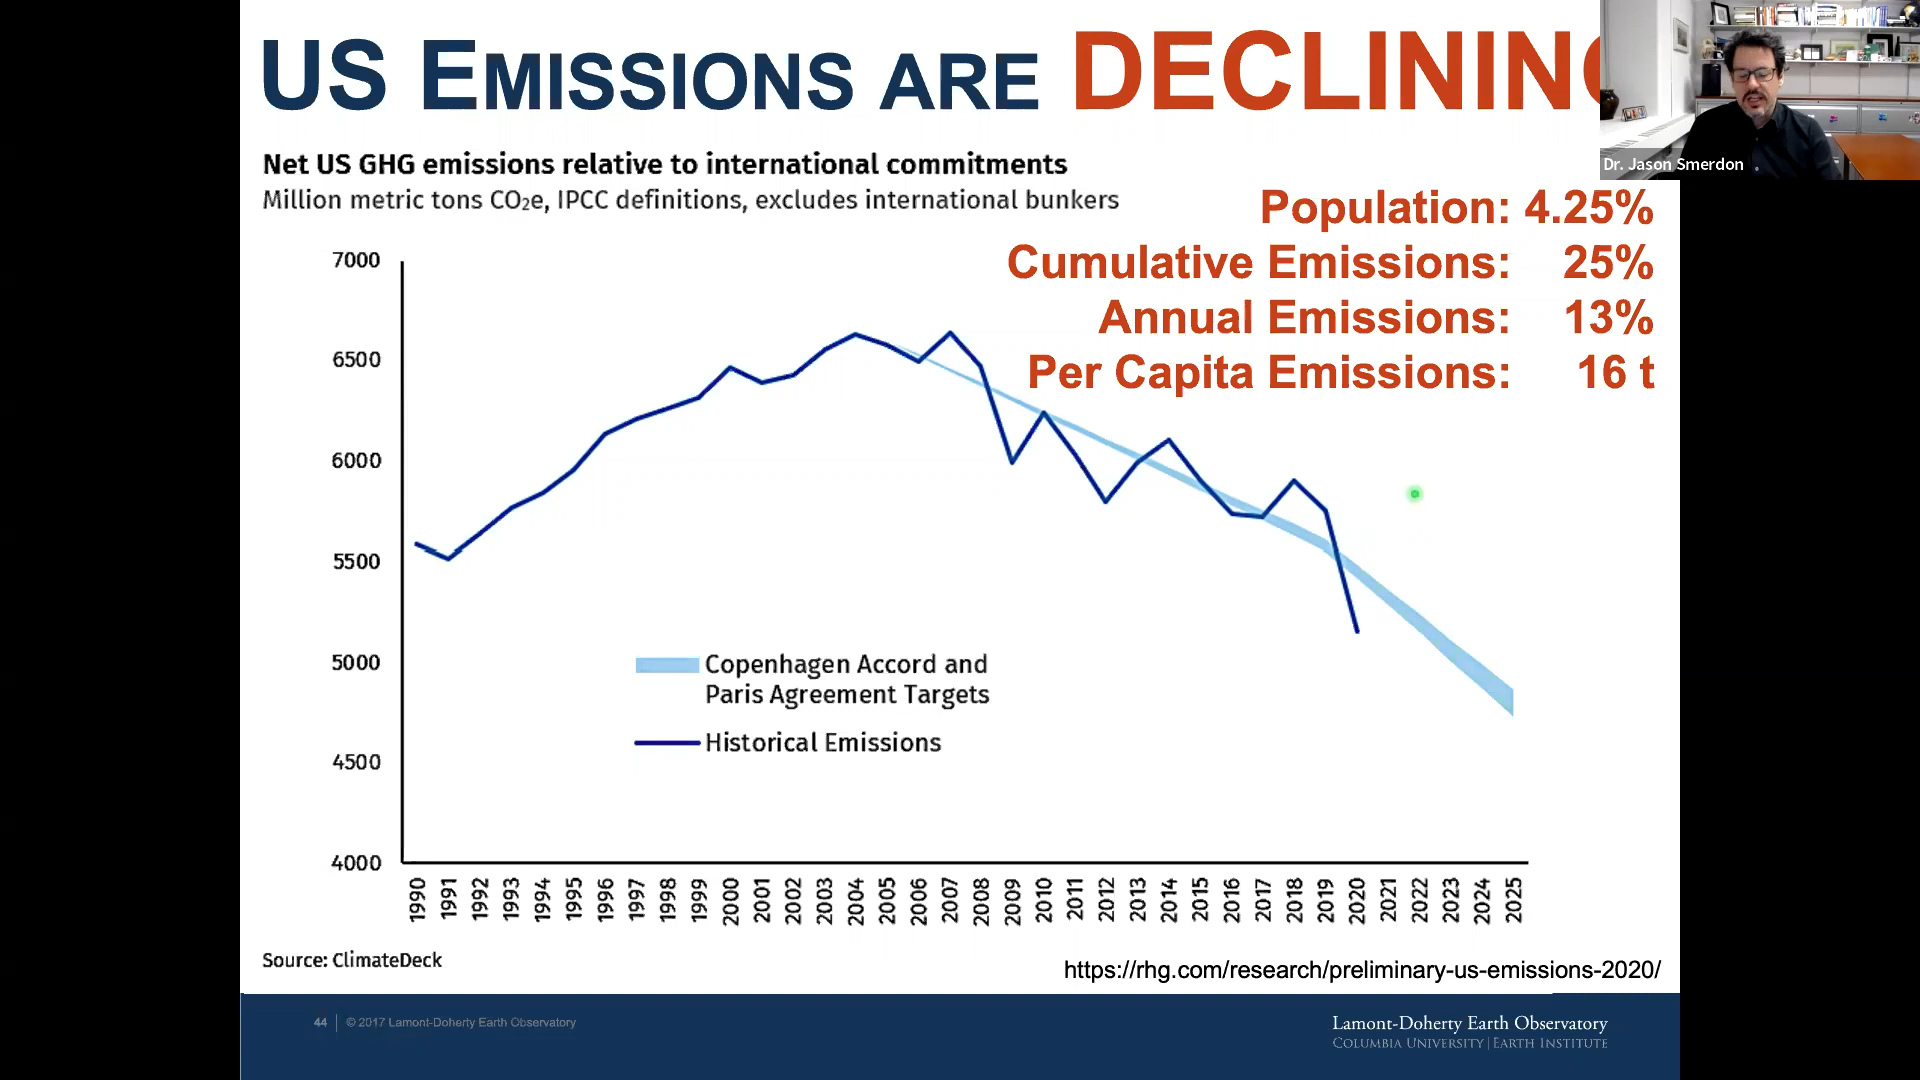 US EMISSIONS ARE DECLINING
Dr. Jason Smerdon
Net US GHG emissions relative to international commitments
Million metric tons CO₂e, IPCC definitions, excludes international bunkers
Population: 4.25%
Cumulative Emissions: 25%
Annual Emissions: 13%
Per Capita Emissions: 16 t
7000
6500
6000
5500
5000
4500
4000
Copenhagen Accord and
Paris Agreement Targets
Historical Emissions
1990 1991 1992 1993 1994 1995 1996 1997 1998 1999 2000 2001 2002 2003 2004 2005 2006 2007 2008 2009 2010 2011 2012 2013 2014 2015 2016 2017 2018 2019 2020 2021 2022 2023 2024 2025
Source: ClimateDeck
https://rhg.com/research/preliminary-us-emissions-2020/
44 | © 2017 Lamont-Doherty Earth Observatory
Lamont-Doherty Earth Observatory
COLUMBIA UNIVERSITY | EARTH INSTITUTE